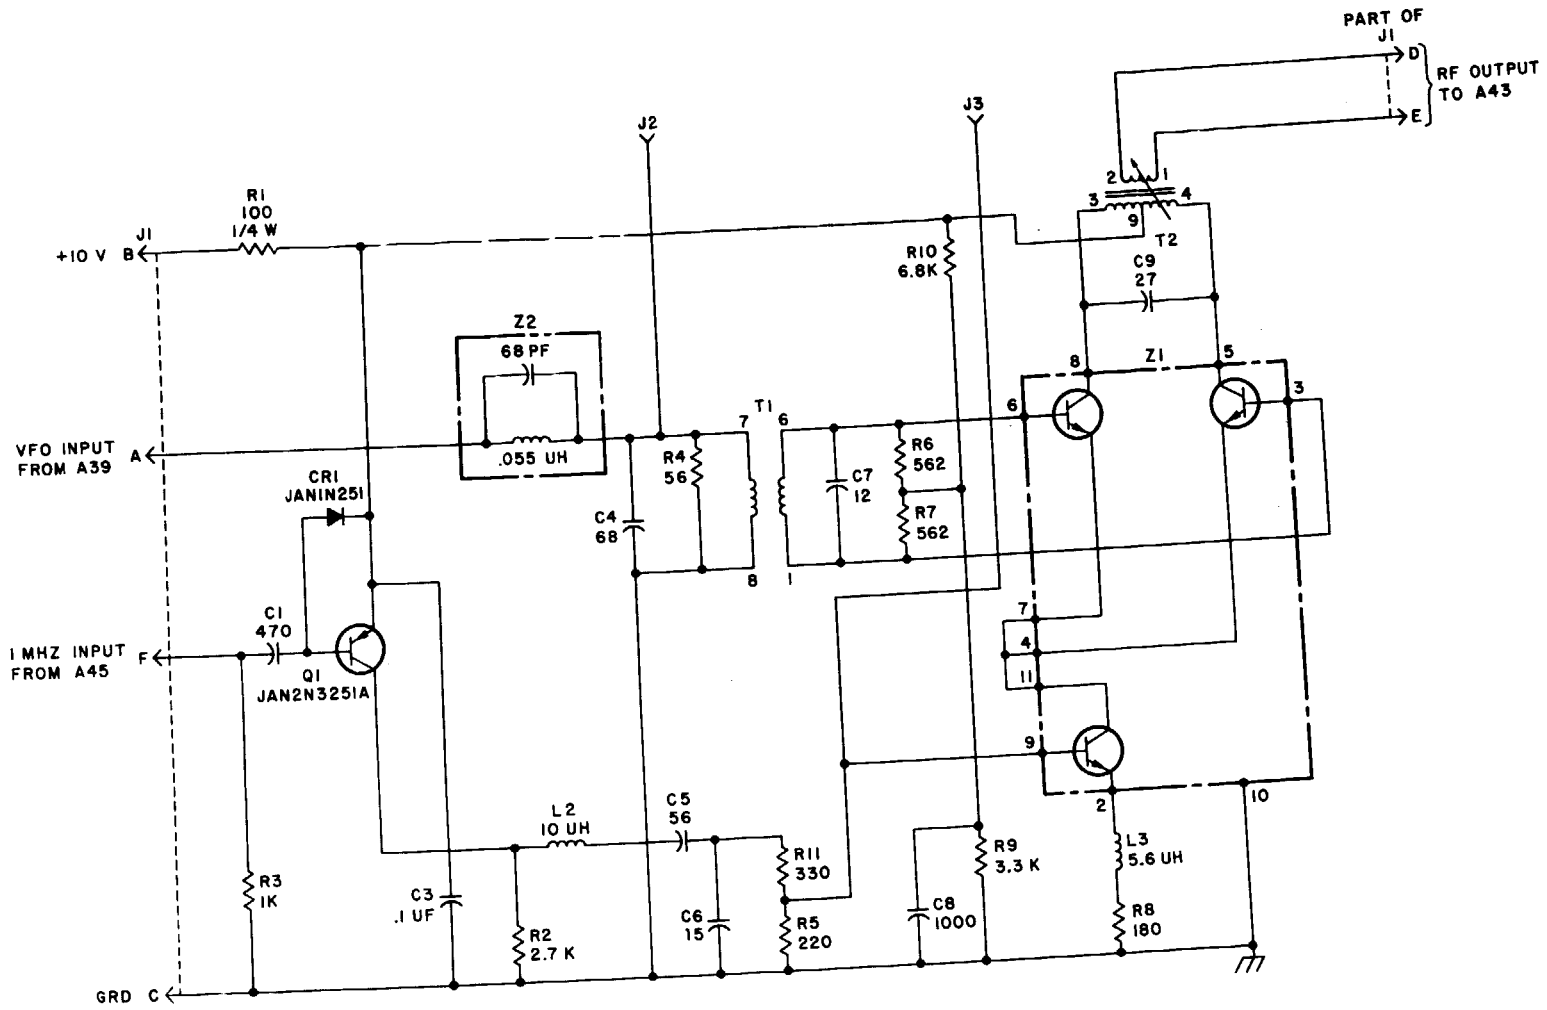 PART OF
J1
D
RF OUTPUT
TO A43
E
J3
J2
2
1
3
4
9
T2
R1
100
1/4 W
J1
+10 V B
R10
6.8K
C9
27
Z2
68 PF
.055 UH
8
Z1
5
3
6
VFO INPUT
FROM A39
A
7
T1
6
R4
56
R6
562
C7
12
R7
562
CR1
JAN1N251
C4
68
8
1
7
4
11
C1
470
1 MHZ INPUT
FROM A45
F
Q1
JAN2N3251A
9
2
10
L2
10 UH
C5
56
R11
330
R9
3.3 K
L3
5.6 UH
R3
1K
C3
.1 UF
R2
2.7 K
C6
15
R5
220
C8
1000
R8
180
GRD C